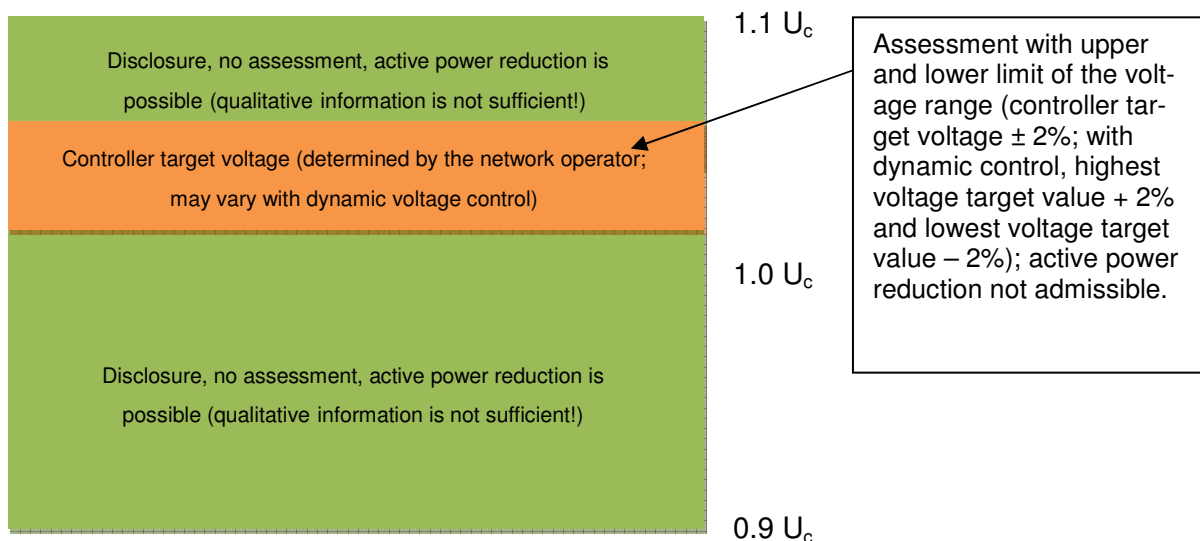 1.1 Uc
Disclosure, no assessment, active power reduction is
possible (qualitative information is not sufficient!)
Controller target voltage (determined by the network operator;
may vary with dynamic voltage control)
1.0 Uc
Disclosure, no assessment, active power reduction is
possible (qualitative information is not sufficient!)
0.9 Uc
Assessment with upper
and lower limit of the volt-
age range (controller tar-
get voltage ± 2%; with
dynamic control, highest
voltage target value + 2%
and lowest voltage target
value – 2%); active power
reduction not admissible.